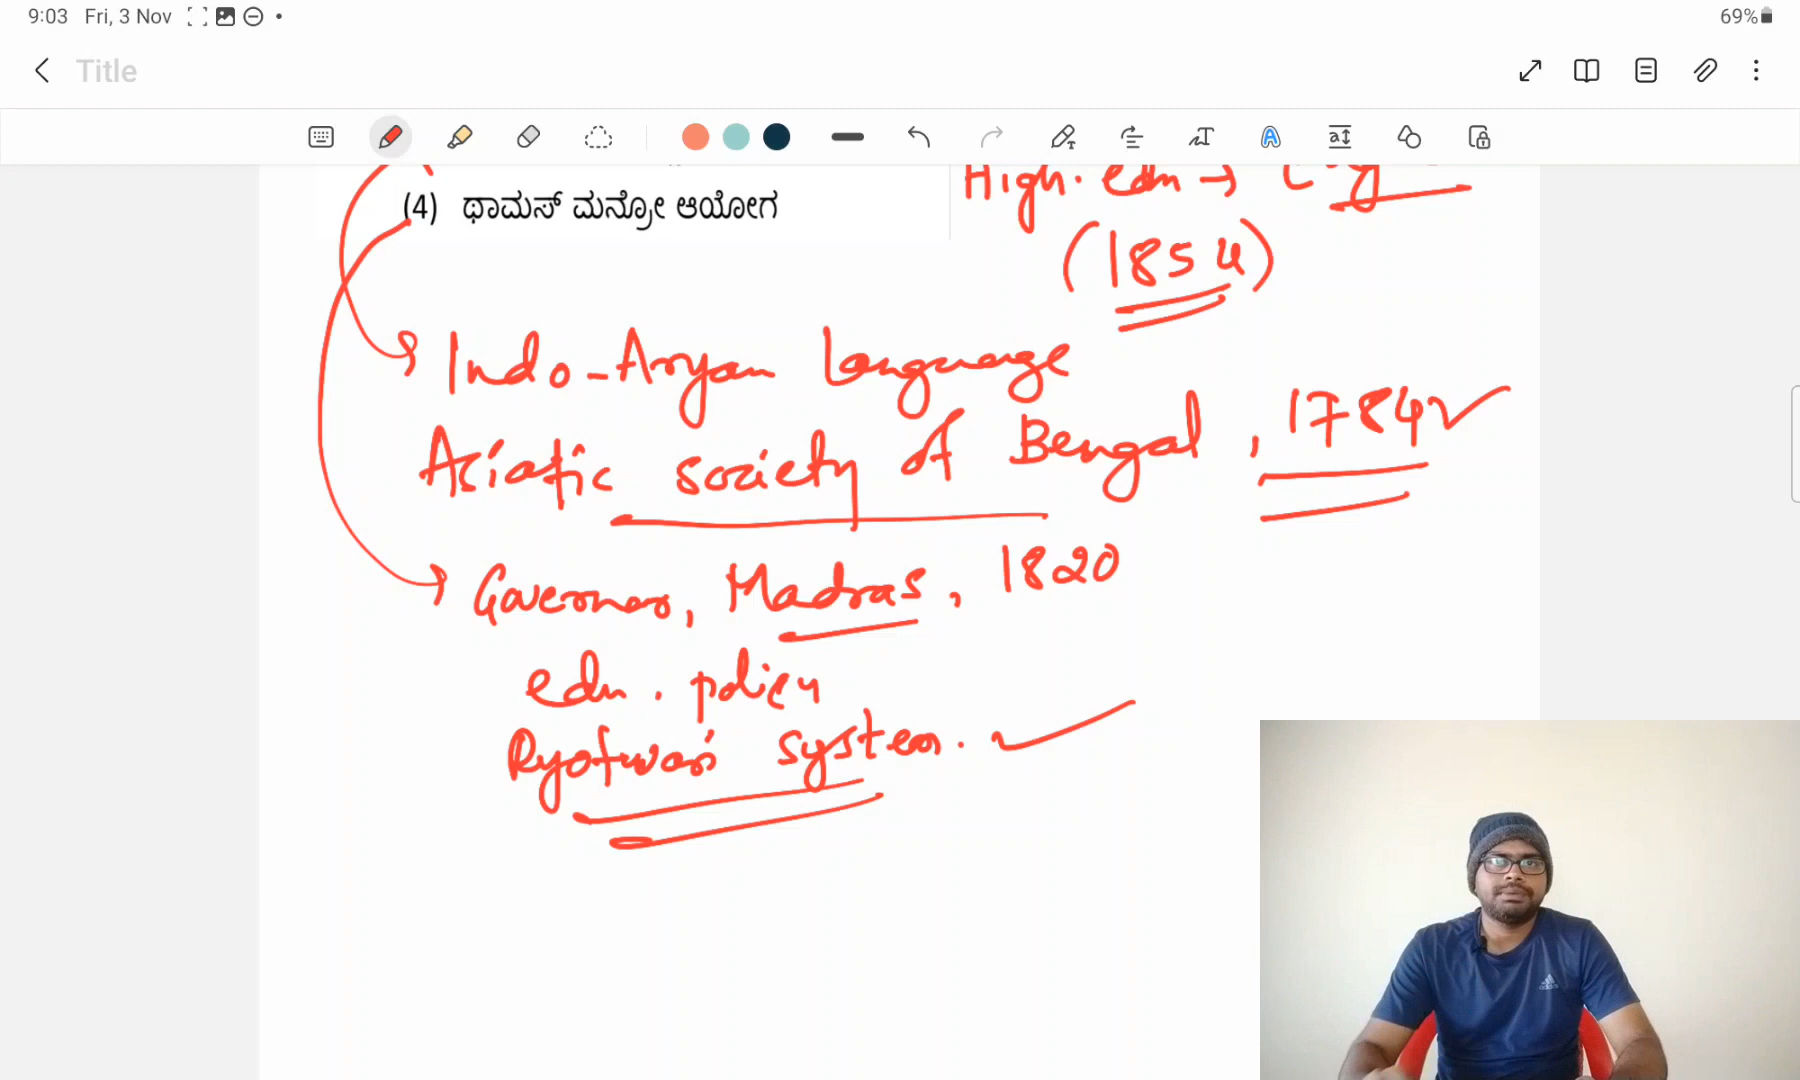 9:03 Fri, 3 Nov
69%
Title
(4) ಥಾಮಸ್ ಮನ್ರೋ ಆಯೋಗ
High. edn →
(1854)
Indo-Aryan Language
Asiatic society of Bengal, 1784
Governor, Madras, 1820
edn. policy
Ryotwari system.
adidas